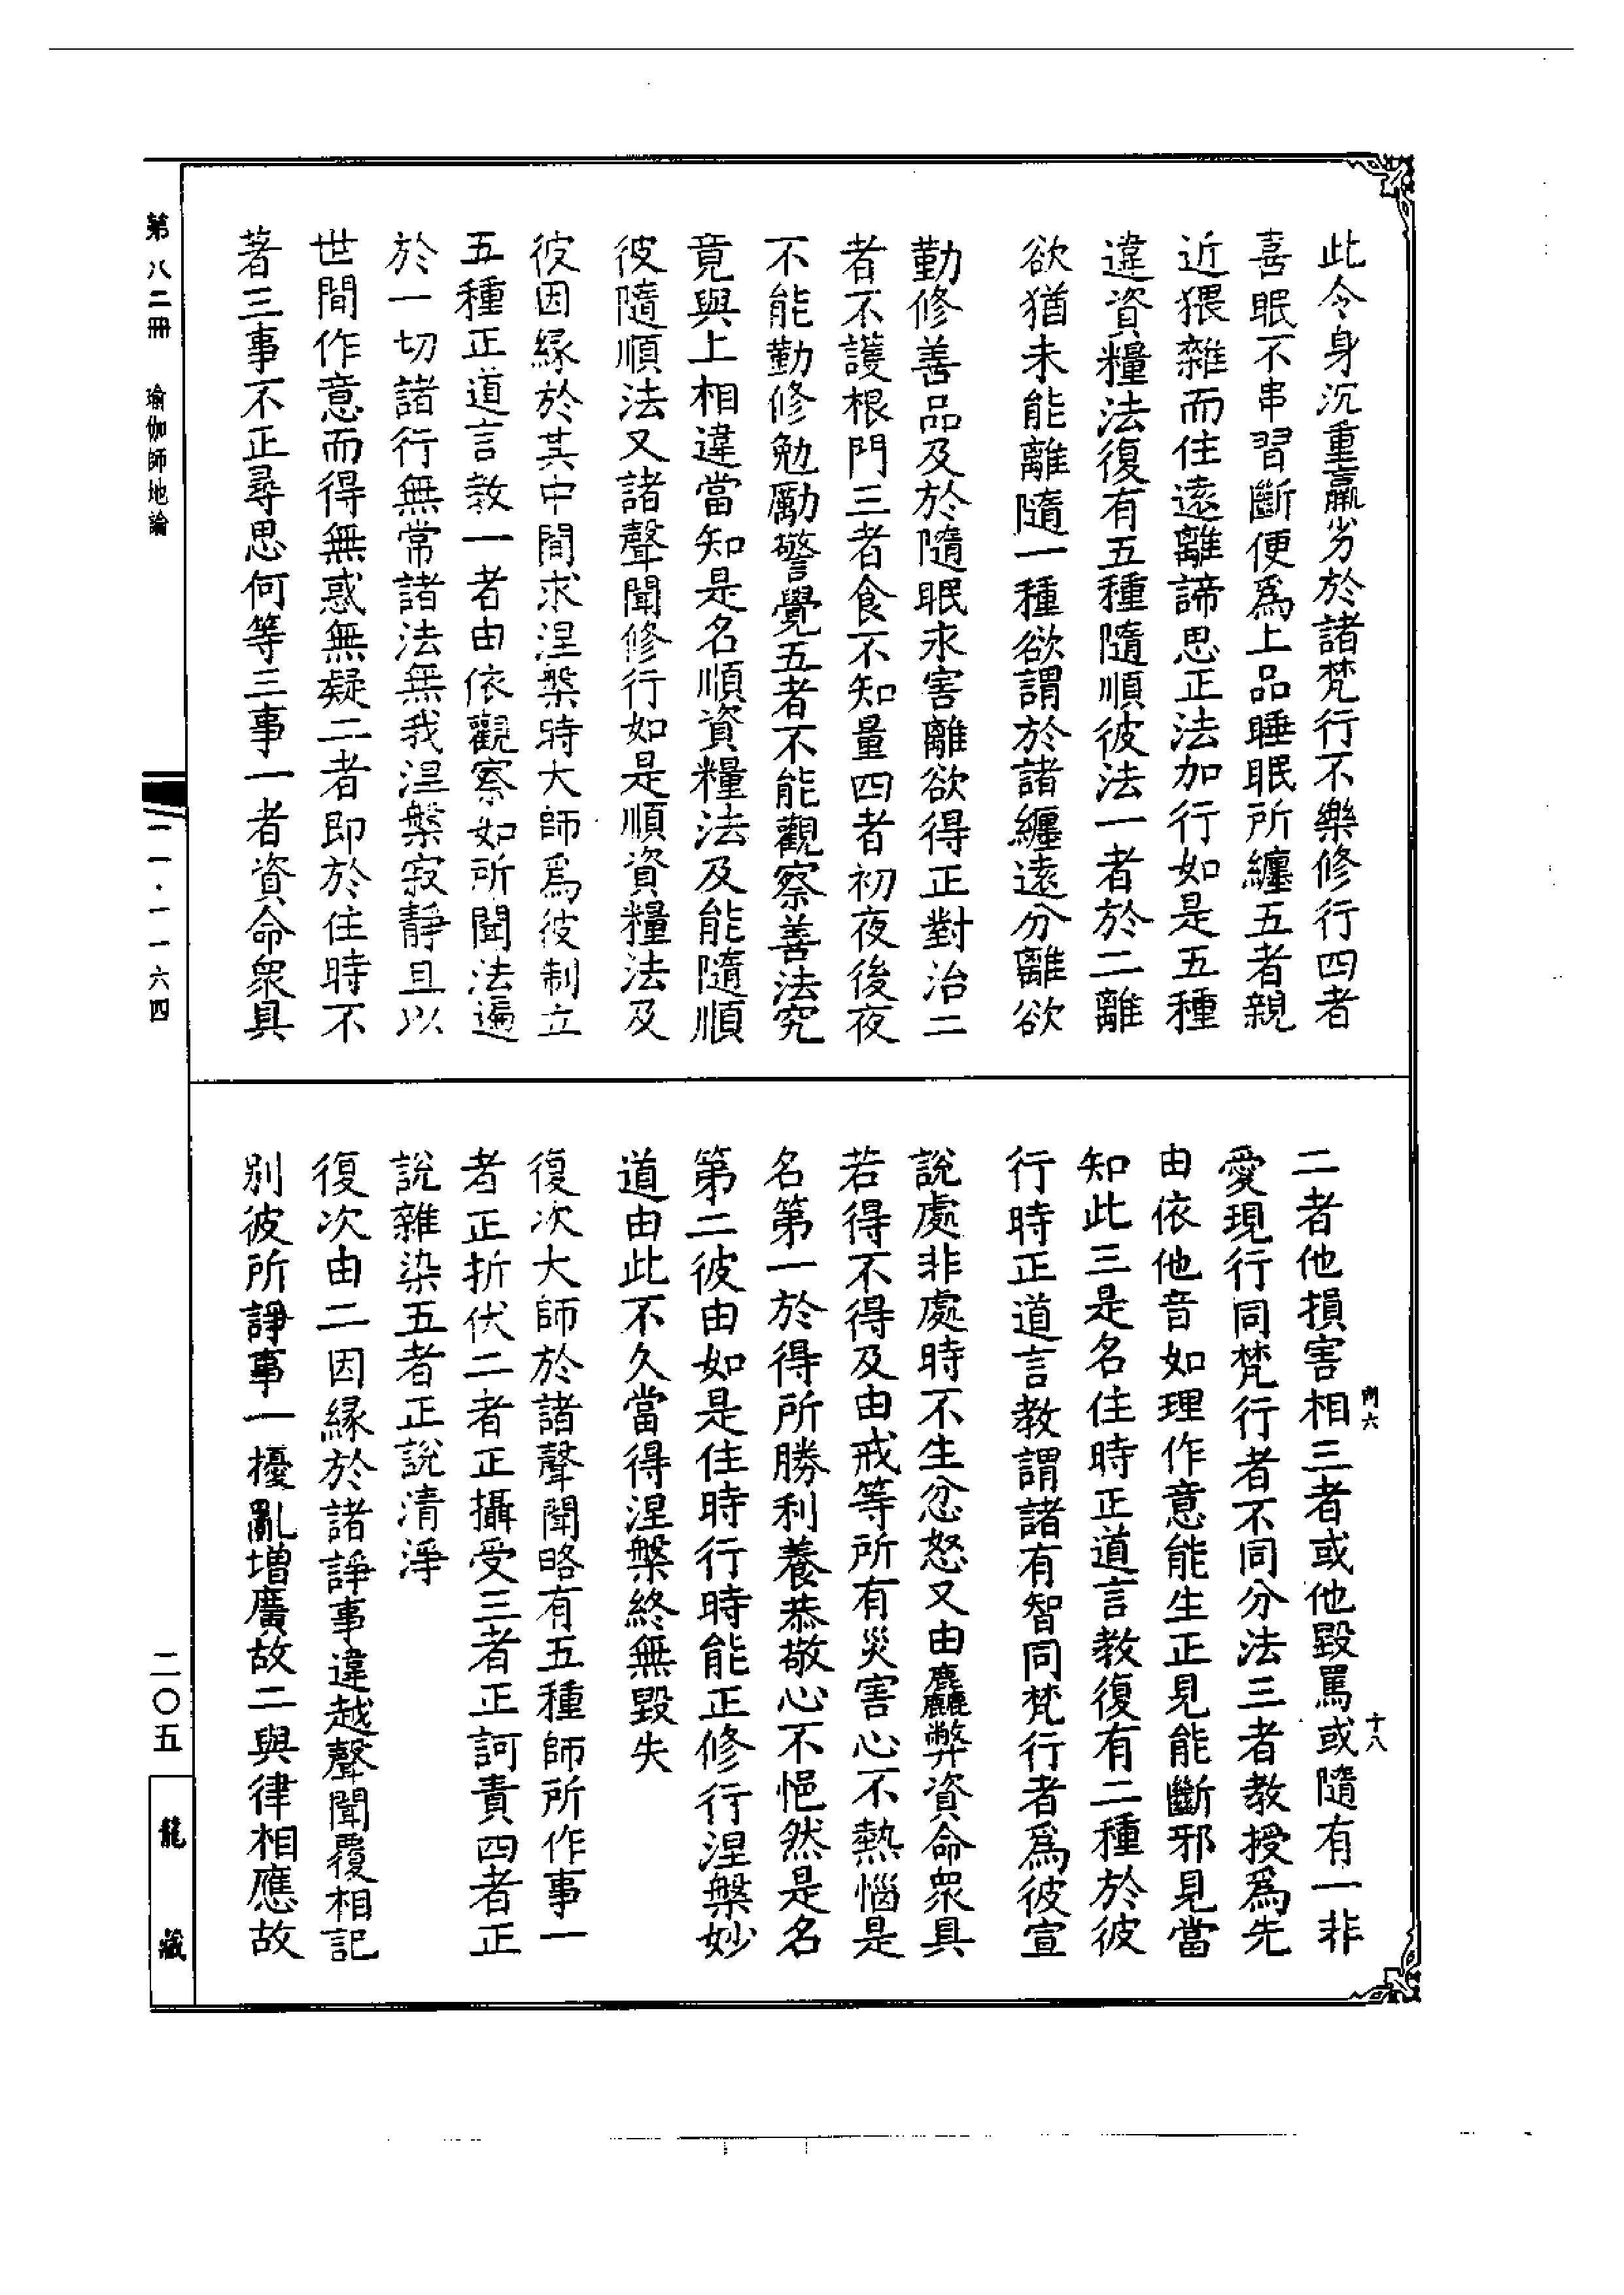 此令身沉重羸劣於諸梵行不樂修行四者
喜眠不串習斷便爲上品睡眠所纏五者親
近猥雜而住遠離諦思正法加行如是五種
違資糧法復有五種隨順彼法一者於二離
欲猶未能離隨一種欲謂於諸纏遠分離欲
勤修善品及於隨眠永害離欲得正對治二
者不護根門三者食不知量四者初夜後夜
不能勤修勉勵警覺五者不能觀察善法究
竟與上相違當知是名順資糧法及能隨順
彼隨順法又諸聲聞修行如是順資糧法及
彼因緣於其中間求涅槃時大師爲彼制立
五種正道言教一者由依觀察如所聞法遍
於一切諸行無常諸法無我涅槃寂靜且以
世間作意而得無惑無疑二者即於住時不
著三事不正尋思何等三事一者資命衆具
二者他損害相三者或他毀罵或隨有一非
愛現行同梵行者不同分法三者教授爲先
由依他音如理作意能生正見能斷邪見當
知此三是名住時正道言教復有二種於彼
行時正道言教謂諸有智同梵行者爲彼宣
說處非處時不生忿怒又由麤弊資命衆具
若得不得及由戒等所有災害心不熱惱是
名第一於得所勝利養恭敬心不悒然是名
第二彼由如是住時行時能正修行涅槃妙
道由此不久當得涅槃終無毀失
復次大師於諸聲聞略有五種師所作事一
者正折伏二者正攝受三者正訶責四者正
說雜染五者正說清淨
復次由二因緣於諸諍事違越聲聞覆相記
別彼所諍事一擾亂增廣故二與律相應故
六
十八
第八二冊 瑜伽師地論
一一·一一六四
二〇五
龍藏